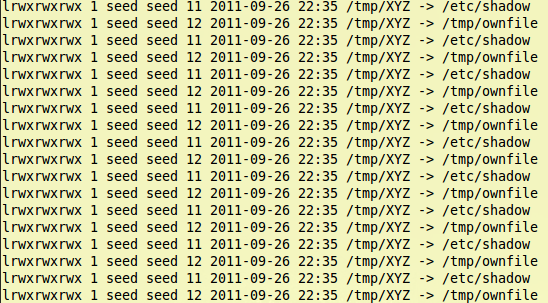 lrwxrwxrwx 1 seed seed 11 2011-09-26 22:35 /tmp/XYZ -> /etc/shadow
lrwxrwxrwx 1 seed seed 12 2011-09-26 22:35 /tmp/XYZ -> /tmp/ownfile
lrwxrwxrwx 1 seed seed 11 2011-09-26 22:35 /tmp/XYZ -> /etc/shadow
lrwxrwxrwx 1 seed seed 12 2011-09-26 22:35 /tmp/XYZ -> /tmp/ownfile
lrwxrwxrwx 1 seed seed 11 2011-09-26 22:35 /tmp/XYZ -> /etc/shadow
lrwxrwxrwx 1 seed seed 12 2011-09-26 22:35 /tmp/XYZ -> /tmp/ownfile
lrwxrwxrwx 1 seed seed 11 2011-09-26 22:35 /tmp/XYZ -> /etc/shadow
lrwxrwxrwx 1 seed seed 12 2011-09-26 22:35 /tmp/XYZ -> /tmp/ownfile
lrwxrwxrwx 1 seed seed 11 2011-09-26 22:35 /tmp/XYZ -> /etc/shadow
lrwxrwxrwx 1 seed seed 12 2011-09-26 22:35 /tmp/XYZ -> /tmp/ownfile
lrwxrwxrwx 1 seed seed 11 2011-09-26 22:35 /tmp/XYZ -> /etc/shadow
lrwxrwxrwx 1 seed seed 12 2011-09-26 22:35 /tmp/XYZ -> /tmp/ownfile
lrwxrwxrwx 1 seed seed 11 2011-09-26 22:35 /tmp/XYZ -> /etc/shadow
lrwxrwxrwx 1 seed seed 12 2011-09-26 22:35 /tmp/XYZ -> /tmp/ownfile
lrwxrwxrwx 1 seed seed 11 2011-09-26 22:35 /tmp/XYZ -> /etc/shadow
lrwxrwxrwx 1 seed seed 12 2011-09-26 22:35 /tmp/XYZ -> /tmp/ownfile
lrwxrwxrwx 1 seed seed 11 2011-09-26 22:35 /tmp/XYZ -> /etc/shadow
lrwxrwxrwx 1 seed seed 12 2011-09-26 22:35 /tmp/XYZ -> /tmp/ownfile